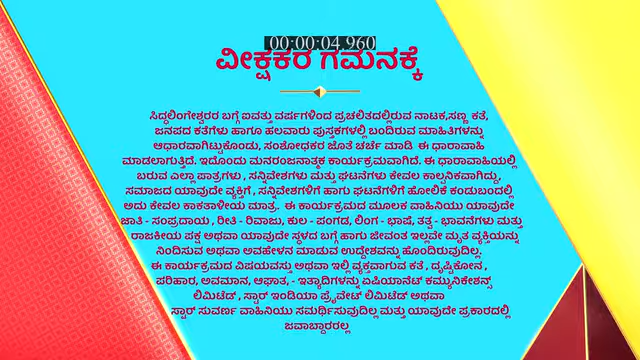 00:00:04.960
ವೀಕ್ಷಕರ ಗಮನಕ್ಕೆ
ಸಿದ್ಧಲಿಂಗೇಶ್ವರರ ಬಗ್ಗೆ ಐವತ್ತು ವರ್ಷಗಳಿಂದ ಪ್ರಚಲಿತದಲ್ಲಿರುವ ನಾಟಕ,ಸಣ್ಣ ಕತೆ,
ಜನಪದ ಕತೆಗಳು ಹಾಗೂ ಹಲವಾರು ಪುಸ್ತಕಗಳಲ್ಲಿ ಬಂದಿರುವ ಮಾಹಿತಿಗಳನ್ನು
ಆಧಾರವಾಗಿಟ್ಟುಕೊಂಡು, ಸಂಶೋಧಕರ ಜೊತೆ ಚರ್ಚೆ ಮಾಡಿ ಈ ಧಾರಾವಾಹಿ
ಮಾಡಲಾಗುತ್ತಿದೆ. ಇದೊಂದು ಮನರಂಜನಾತ್ಮಕ ಕಾರ್ಯಕ್ರಮವಾಗಿದೆ. ಈ ಧಾರಾವಾಹಿಯಲ್ಲಿ
ಬರುವ ಎಲ್ಲಾ ಪಾತ್ರಗಳು , ಸನ್ನಿವೇಶಗಳು ಮತ್ತು ಘಟನೆಗಳು ಕೇವಲ ಕಾಲ್ಪನಿಕವಾಗಿದ್ದು,
ಸಮಾಜದ ಯಾವುದೇ ವ್ಯಕ್ತಿಗೆ , ಸನ್ನಿವೇಶಗಳಿಗೆ ಹಾಗು ಘಟನೆಗಳಿಗೆ ಹೋಲಿಕೆ ಕಂಡುಬಂದಲ್ಲಿ
ಅದು ಕೇವಲ ಕಾಕತಾಳೀಯ ಮಾತ್ರ. ಈ ಕಾರ್ಯಕ್ರಮದ ಮೂಲಕ ವಾಹಿನಿಯು ಯಾವುದೇ
ಜಾತಿ - ಸಂಪ್ರದಾಯ , ರೀತಿ - ರಿವಾಜು, ಕುಲ - ಪಂಗಡ, ಲಿಂಗ - ಭಾಷೆ, ತತ್ವ - ಭಾವನೆಗಳು ಮತ್ತು
ರಾಜಕೀಯ ಪಕ್ಷ ಅಥವಾ ಯಾವುದೇ ಸ್ಥಳದ ಬಗ್ಗೆ ಹಾಗು ಜೀವಂತ ಇಲ್ಲವೇ ಮೃತ ವ್ಯಕ್ತಿಯನ್ನು
ನಿಂದಿಸುವ ಅಥವಾ ಅವಹೇಳನ ಮಾಡುವ ಉದ್ದೇಶವನ್ನು ಹೊಂದಿರುವುದಿಲ್ಲ.
ಈ ಕಾರ್ಯಕ್ರಮದ ವಿಷಯವಸ್ತು ಅಥವಾ ಇಲ್ಲಿ ವ್ಯಕ್ತವಾಗುವ ಕತೆ , ದೃಷ್ಟಿಕೋನ ,
ಪರಿಹಾರ, ಅವಮಾನ, ಆಘಾತ, - ಇತ್ಯಾದಿಗಳನ್ನು ಏಷಿಯಾನೆಟ್ ಕಮ್ಯುನಿಕೇಶನ್ಸ್
ಲಿಮಿಟೆಡ್ , ಸ್ಟಾರ್ ಇಂಡಿಯಾ ಪ್ರೈವೇಟ್ ಲಿಮಿಟೆಡ್ ಅಥವಾ
ಸ್ಟಾರ್ ಸುವರ್ಣ ವಾಹಿನಿಯು ಸಮರ್ಥಿಸುವುದಿಲ್ಲ ಮತ್ತು ಯಾವುದೇ ಪ್ರಕಾರದಲ್ಲಿ
ಜವಾಬ್ದಾರರಲ್ಲ